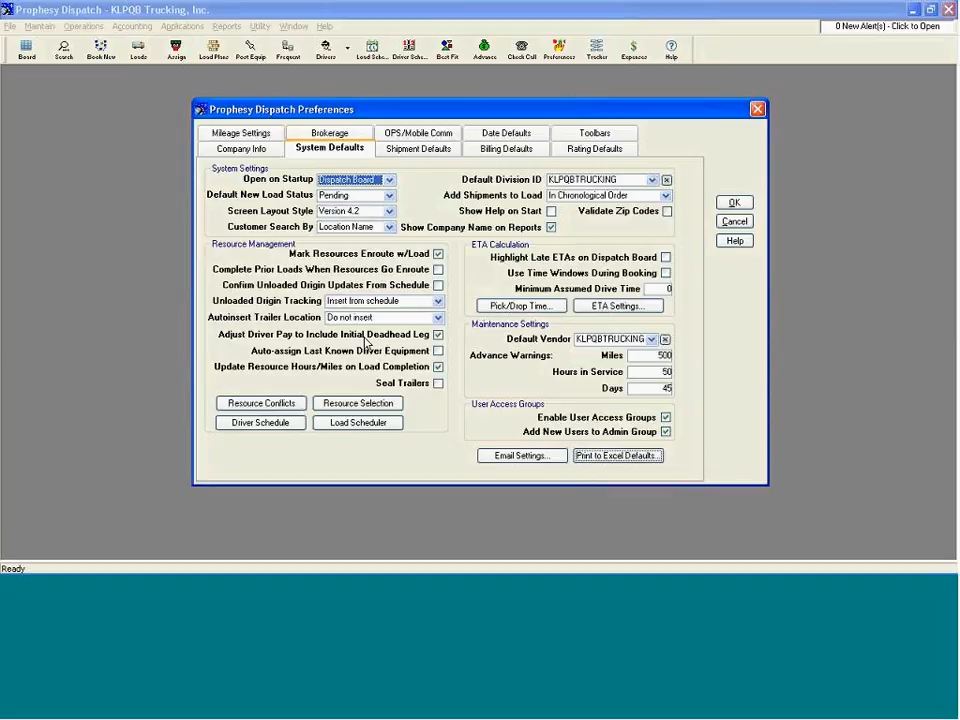 Prophesy Dispatch - KLPQB Trucking, Inc.
File Maintain Operations Accounting Applications Reports Utility Window Help
0 New Alert(s) - Click to Open
Board Search Book New Loads Assign Load Plans Post Equip Frequent Drivers Load Sche... Driver Sche... Best Fit Advance Check Call Preferences Tracker Expenses Help
Prophesy Dispatch Preferences
Mileage Settings Brokerage OPS/Mobile Comm Date Defaults Toolbars
Company Info System Defaults Shipment Defaults Billing Defaults Rating Defaults
System Settings
Open on Startup Dispatch Board Default Division ID KLPQBTRUCKING
Default New Load Status Pending Add Shipments to Load In Chronological Order
Screen Layout Style Version 4.2 Show Help on Start Validate Zip Codes
Customer Search By Location Name Show Company Name on Reports
Resource Management
Mark Resources Enroute w/Load
Complete Prior Loads When Resources Go Enroute
Confirm Unloaded Origin Updates From Schedule
Unloaded Origin Tracking Insert from schedule
Autoinsert Trailer Location Do not insert
Adjust Driver Pay to Include Initial Deadhead Leg
Auto-assign Last Known Driver Equipment
Update Resource Hours/Miles on Load Completion
Seal Trailers
Resource Conflicts Resource Selection
Driver Schedule Load Scheduler
ETA Calculation
Highlight Late ETAs on Dispatch Board
Use Time Windows During Booking
Minimum Assumed Drive Time 0
Pick/Drop Time... ETA Settings...
Maintenance Settings
Default Vendor KLPQBTRUCKING
Advance Warnings: Miles 500
Hours in Service 50
Days 45
User Access Groups
Enable User Access Groups
Add New Users to Admin Group
Email Settings... Print to Excel Defaults...
OK
Cancel
Help
Ready